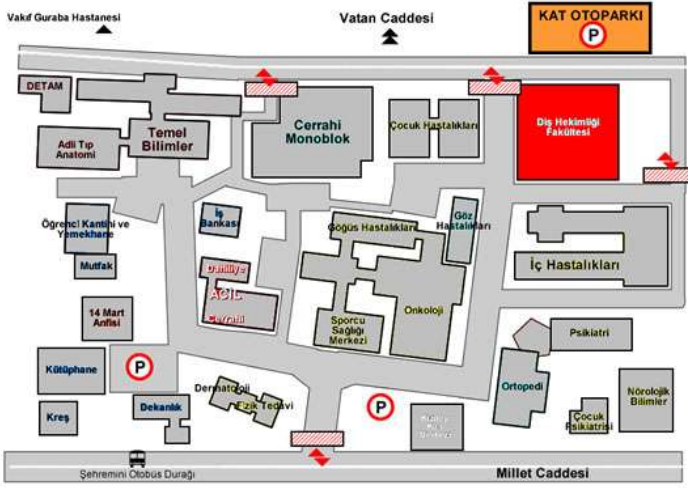 Vakıf Guraba Hastanesi
Vatan Caddesi
KAT OTOPARKI
P
DETAM
Temel
Bilimler
Adli Tıp
Anatomi
Cerrahi
Monoblok
Çocuk Hastalıkları
Diş Hekimliği
Fakültesi
Öğrenci Kantini ve
Yemekhane
Mutfak
İş
Bankası
Göğüs Hastalıkları
Göz
Hastalıkları
İç Hastalıkları
Dahiliye
ACİL
Cerrahi
Onkoloji
Sporcu
Sağlığı
Merkezi
14 Mart
Anfisi
Psikiatri
Kütüphane
P
Ortopedi
Nörolojik
Bilimler
Dermatoloji
Fizik Tedavi
Kreş
Dekanlık
P
Çocuk
Psikiatrisi
Şehremini Otobüs Durağı
Millet Caddesi